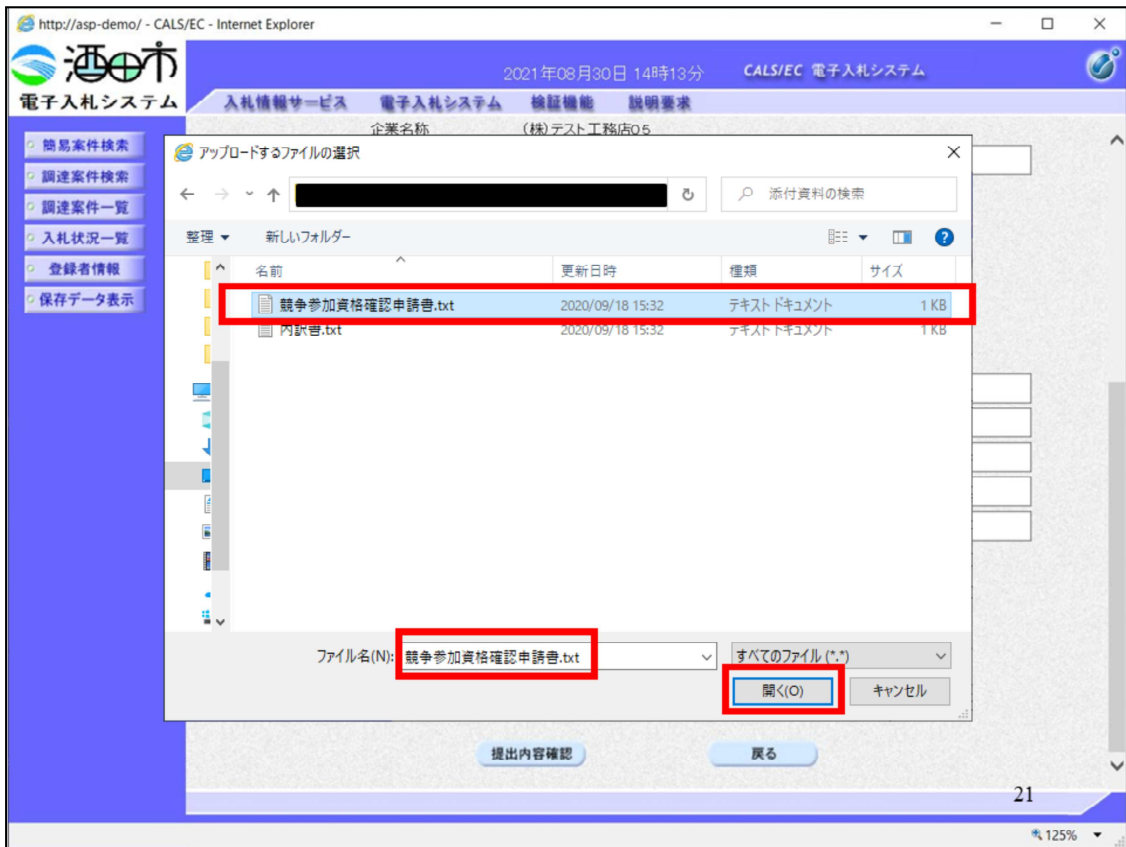 http://asp-demo/ - CALS/EC - Internet Explorer
酒田市
電子入札システム
2021年08月30日 14時13分
CALS/EC 電子入札システム
入札情報サービス 電子入札システム 検証機能 説明要求
簡易案件検索
調達案件検索
調達案件一覧
入札状況一覧
登録者情報
保存データ表示
企業名称 (株)テスト工務店05
アップロードするファイルの選択
添付資料の検索
整理 新しいフォルダー
名前 更新日時 種類 サイズ
競争参加資格確認申請書.txt 2020/09/18 15:32 テキスト ドキュメント 1 KB
内訳書.txt 2020/09/18 15:32 テキスト ドキュメント 1 KB
ファイル名(N): 競争参加資格確認申請書.txt すべてのファイル (*.*)
開く(O) キャンセル
提出内容確認 戻る
21
125%